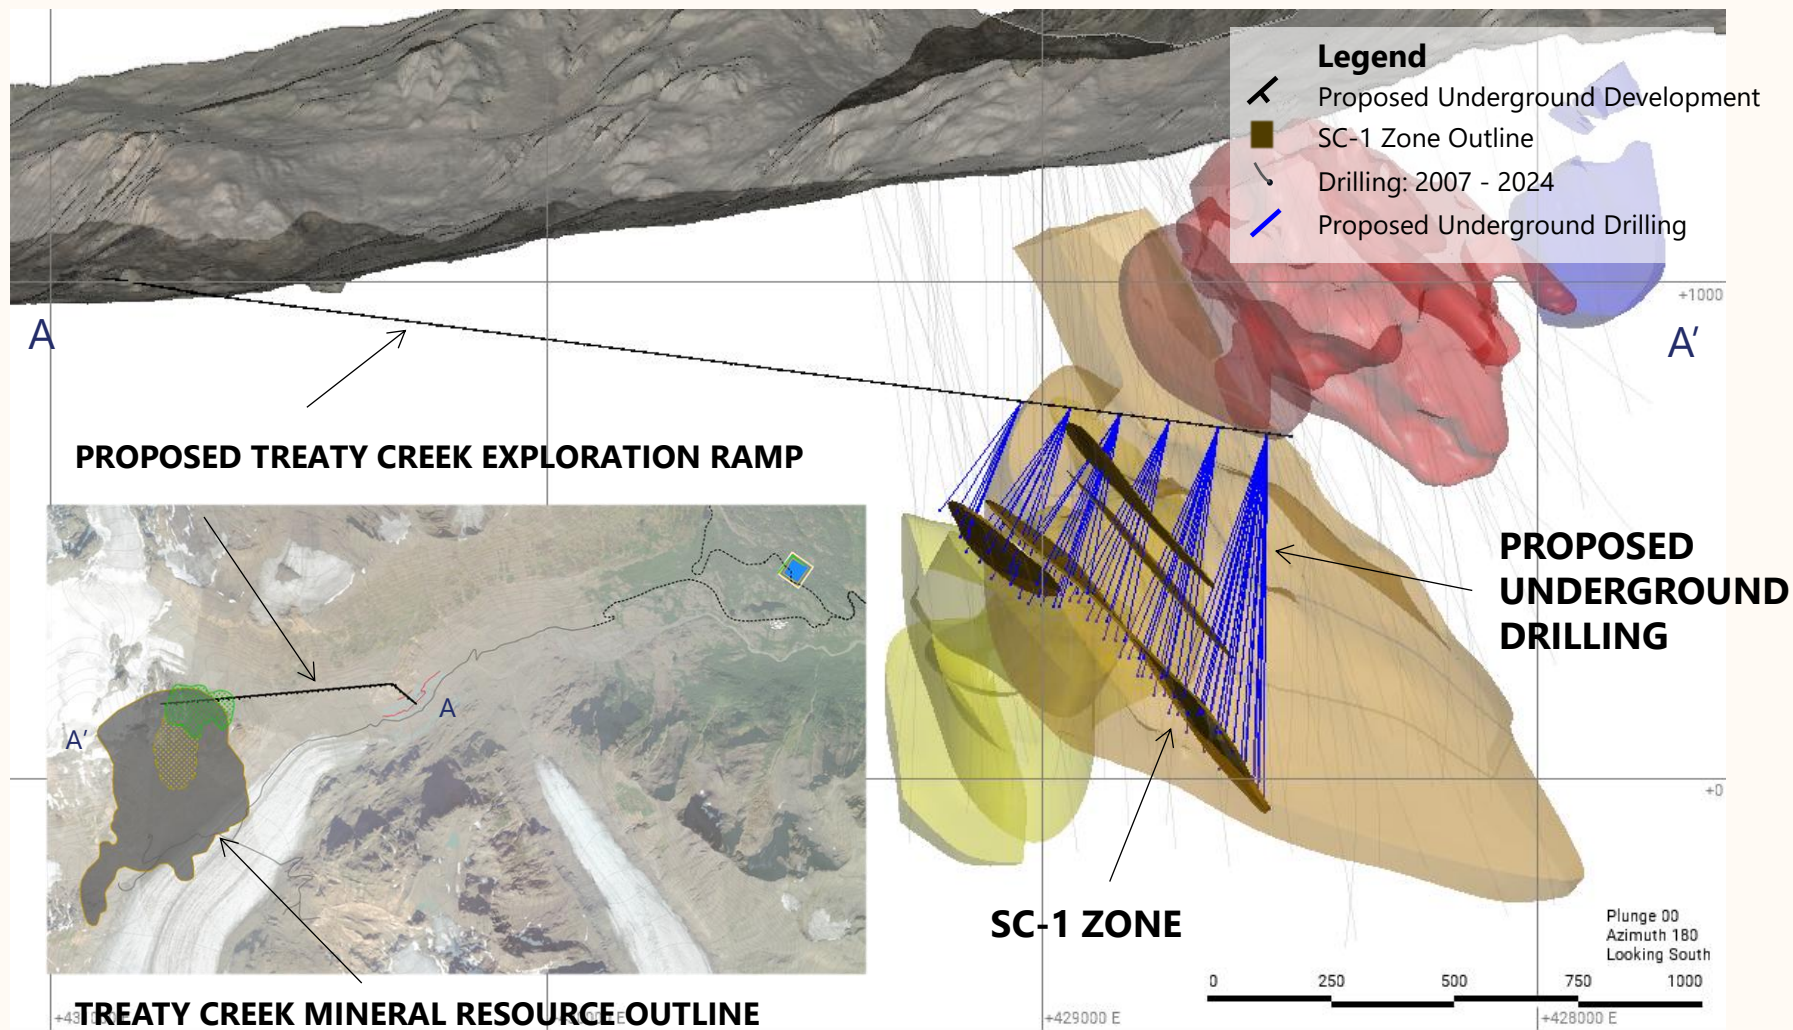 Legend
Proposed Underground Development
SC-1 Zone Outline
Drilling: 2007 - 2024
Proposed Underground Drilling
+1000
A
A'
PROPOSED TREATY CREEK EXPLORATION RAMP
PROPOSED
UNDERGROUND
DRILLING
A
A'
+0
SC-1 ZONE
Plunge 00
Azimuth 180
Looking South
0 250 500 750 1000
TREATY CREEK MINERAL RESOURCE OUTLINE
+429000 E
+428000 E